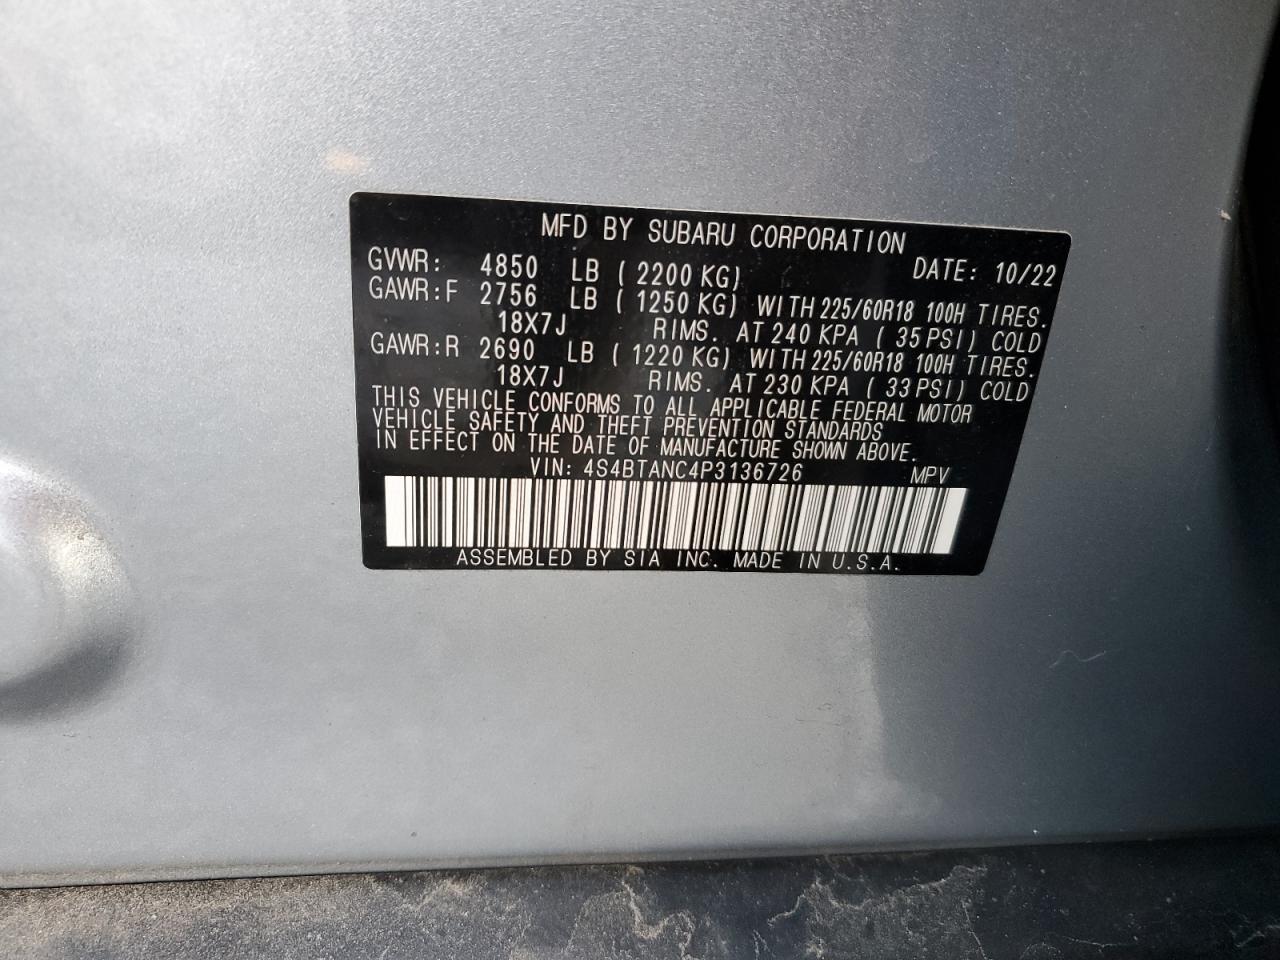 MFD BY SUBARU CORPORATION
GVWR: 4850 LB ( 2200 KG) DATE: 10/22
GAWR:F 2756 LB ( 1250 KG) WITH 225/60R18 100H TIRES.
18X7J RIMS. AT 240 KPA ( 35 PSI) COLD
GAWR:R 2690 LB ( 1220 KG) WITH 225/60R18 100H TIRES.
18X7J RIMS. AT 230 KPA ( 33 PSI) COLD
THIS VEHICLE CONFORMS TO ALL APPLICABLE FEDERAL MOTOR
VEHICLE SAFETY AND THEFT PREVENTION STANDARDS
IN EFFECT ON THE DATE OF MANUFACTURE SHOWN ABOVE.
VIN: 4S4BTANC4P3136726 MPV
ASSEMBLED BY SIA INC. MADE IN U.S.A.